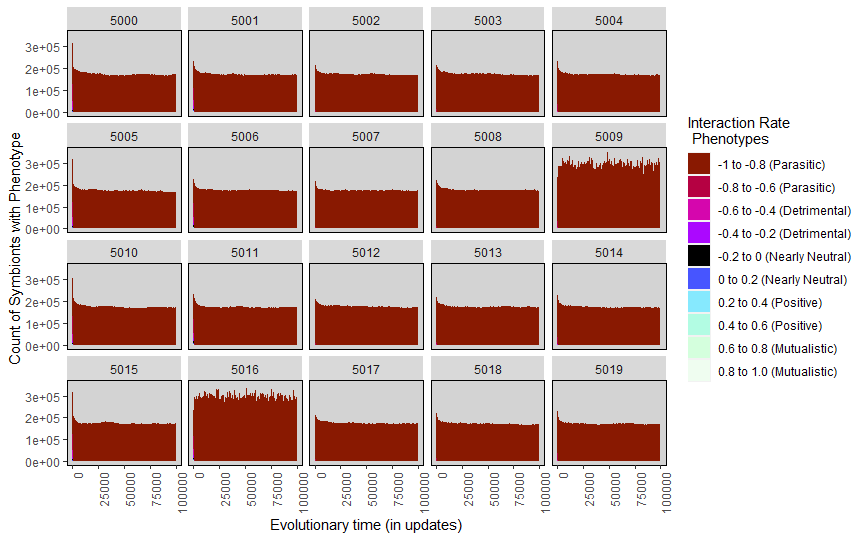 5000 5001 5002 5003 5004
3e+05
2e+05
1e+05
0e+00
5005 5006 5007 5008 5009
3e+05
2e+05
1e+05
0e+00
5010 5011 5012 5013 5014
3e+05
2e+05
1e+05
0e+00
5015 5016 5017 5018 5019
3e+05
2e+05
1e+05
0e+00
0 25000 50000 75000 100000 0 25000 50000 75000 100000 0 25000 50000 75000 100000 0 25000 50000 75000 100000 0 25000 50000 75000 100000
Evolutionary time (in updates)
Count of Symbionts with Phenotype
Interaction Rate
Phenotypes
-1 to -0.8 (Parasitic)
-0.8 to -0.6 (Parasitic)
-0.6 to -0.4 (Detrimental)
-0.4 to -0.2 (Detrimental)
-0.2 to 0 (Nearly Neutral)
0 to 0.2 (Nearly Neutral)
0.2 to 0.4 (Positive)
0.4 to 0.6 (Positive)
0.6 to 0.8 (Mutualistic)
0.8 to 1.0 (Mutualistic)